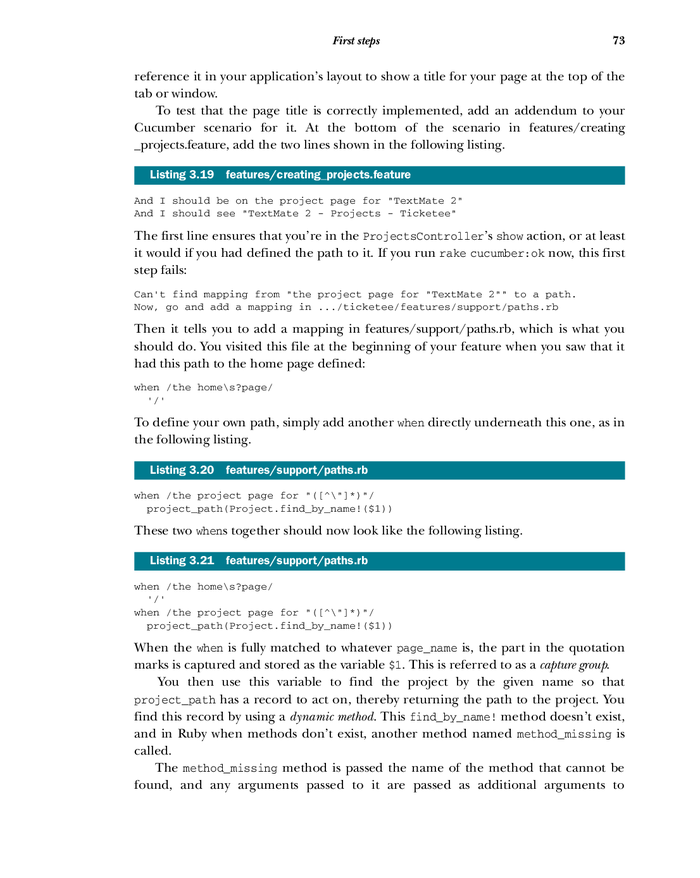 First steps 73
reference it in your application's layout to show a title for your page at the top of the
tab or window.
To test that the page title is correctly implemented, add an addendum to your
Cucumber scenario for it. At the bottom of the scenario in features/creating
_projects.feature, add the two lines shown in the following listing.
Listing 3.19 features/creating_projects.feature
And I should be on the project page for "TextMate 2"
And I should see "TextMate 2 - Projects - Ticketee"
The first line ensures that you're in the ProjectsController's show action, or at least
it would if you had defined the path to it. If you run rake cucumber:ok now, this first
step fails:
Can't find mapping from "the project page for "TextMate 2"" to a path.
Now, go and add a mapping in .../ticketee/features/support/paths.rb
Then it tells you to add a mapping in features/support/paths.rb, which is what you
should do. You visited this file at the beginning of your feature when you saw that it
had this path to the home page defined:
when /the home\s?page/
'/'
To define your own path, simply add another when directly underneath this one, as in
the following listing.
Listing 3.20 features/support/paths.rb
when /the project page for "([^\"]*)"/
project_path(Project.find_by_name!($1))
These two whens together should now look like the following listing.
Listing 3.21 features/support/paths.rb
when /the home\s?page/
'/'
when /the project page for "([^\"]*)"/
project_path(Project.find_by_name!($1))
When the when is fully matched to whatever page_name is, the part in the quotation
marks is captured and stored as the variable $1. This is referred to as a capture group.
You then use this variable to find the project by the given name so that
project_path has a record to act on, thereby returning the path to the project. You
find this record by using a dynamic method. This find_by_name! method doesn't exist,
and in Ruby when methods don't exist, another method named method_missing is
called.
The method_missing method is passed the name of the method that cannot be
found, and any arguments passed to it are passed as additional arguments to